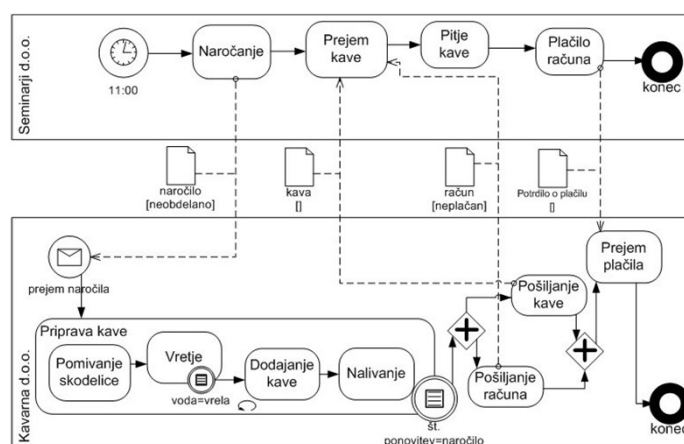 Seminarji d.o.o.
11:00
Naročanje
Prejem
kave
Pitje
kave
Plačilo
računa
konec
naročilo
[neobdelano]
kava
[]
račun
[neplačan]
Potrdilo o plačilu
[]
Kavarna d.o.o.
prejem naročila
Priprava kave
Pomivanje
skodelice
Vretje
voda=vrela
Dodajanje
kave
Nalivanje
št.
ponovitev=naročilo
Pošiljanje
kave
Pošiljanje
računa
Prejem
plačila
konec